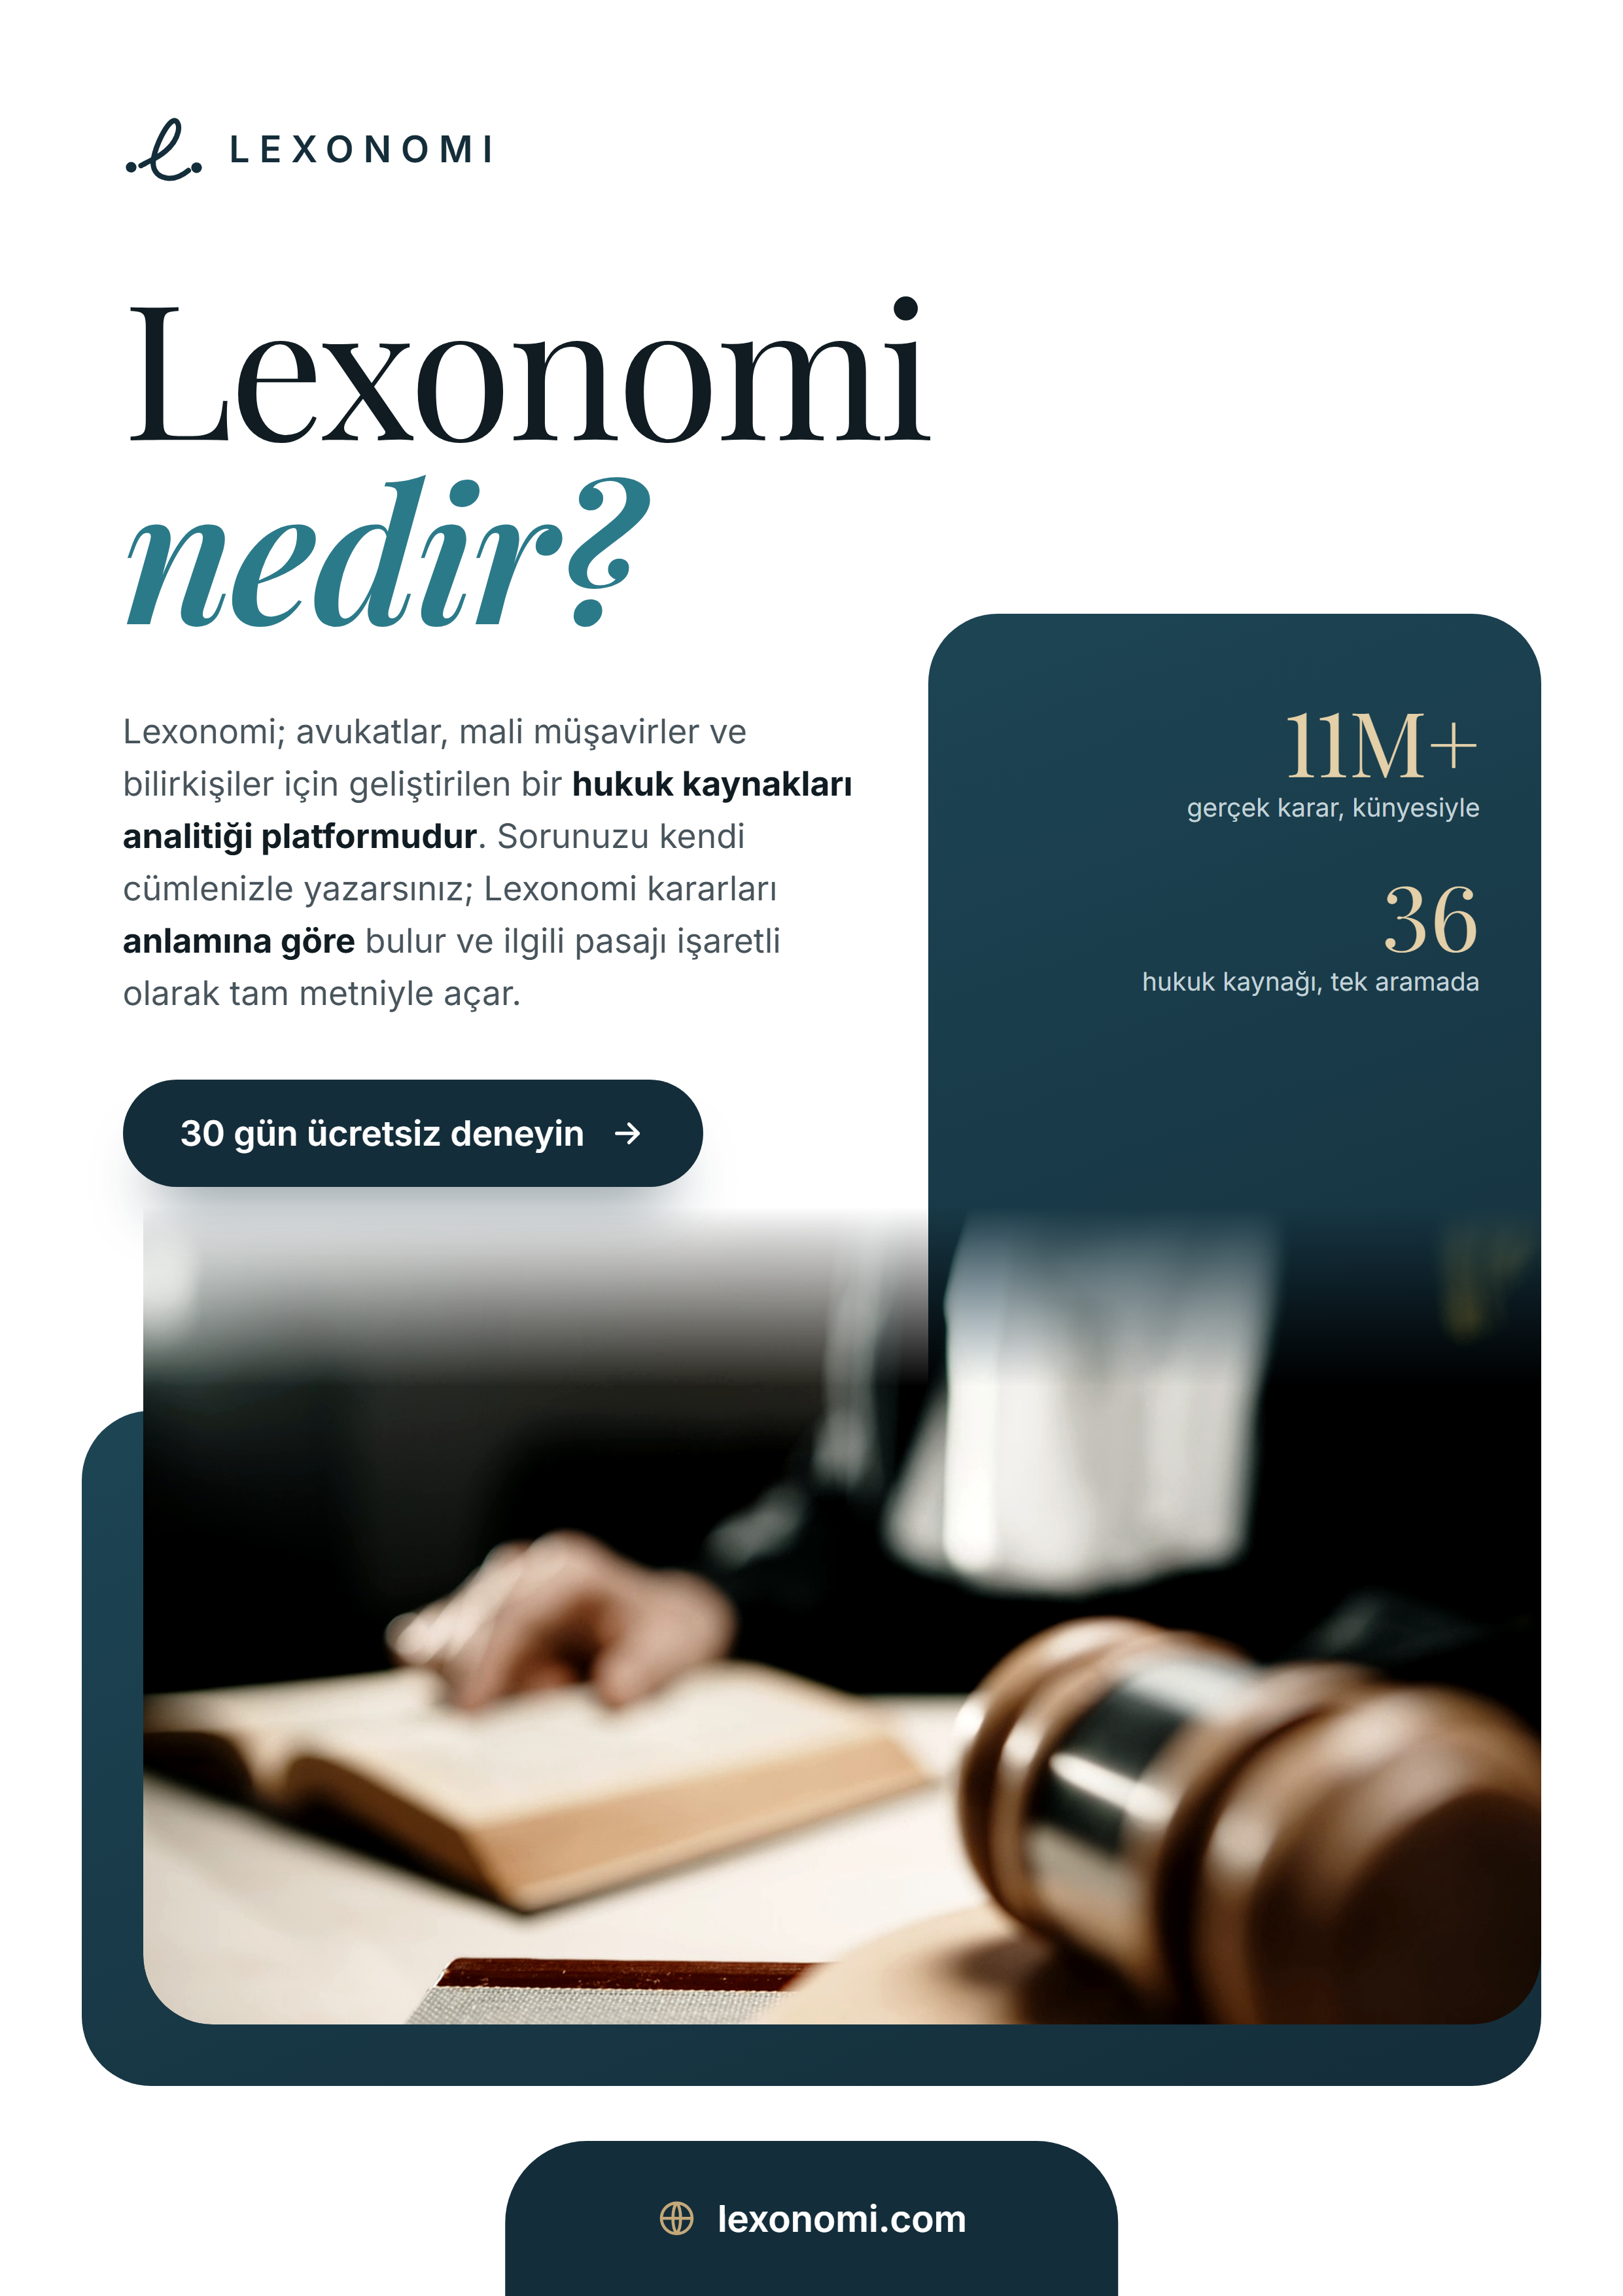 LEXONOMI
Lexonomi
nedir?
Lexonomi; avukatlar, mali müşavirler ve
bilirkişiler için geliştirilen bir hukuk kaynakları
analitiği platformudur. Sorunuzu kendi
cümlenizle yazarsınız; Lexonomi kararları
anlamına göre bulur ve ilgili pasajı işaretli
olarak tam metniyle açar.
30 gün ücretsiz deneyin →
11M+
gerçek karar, künyesiyle
36
hukuk kaynağı, tek aramada
lexonomi.com